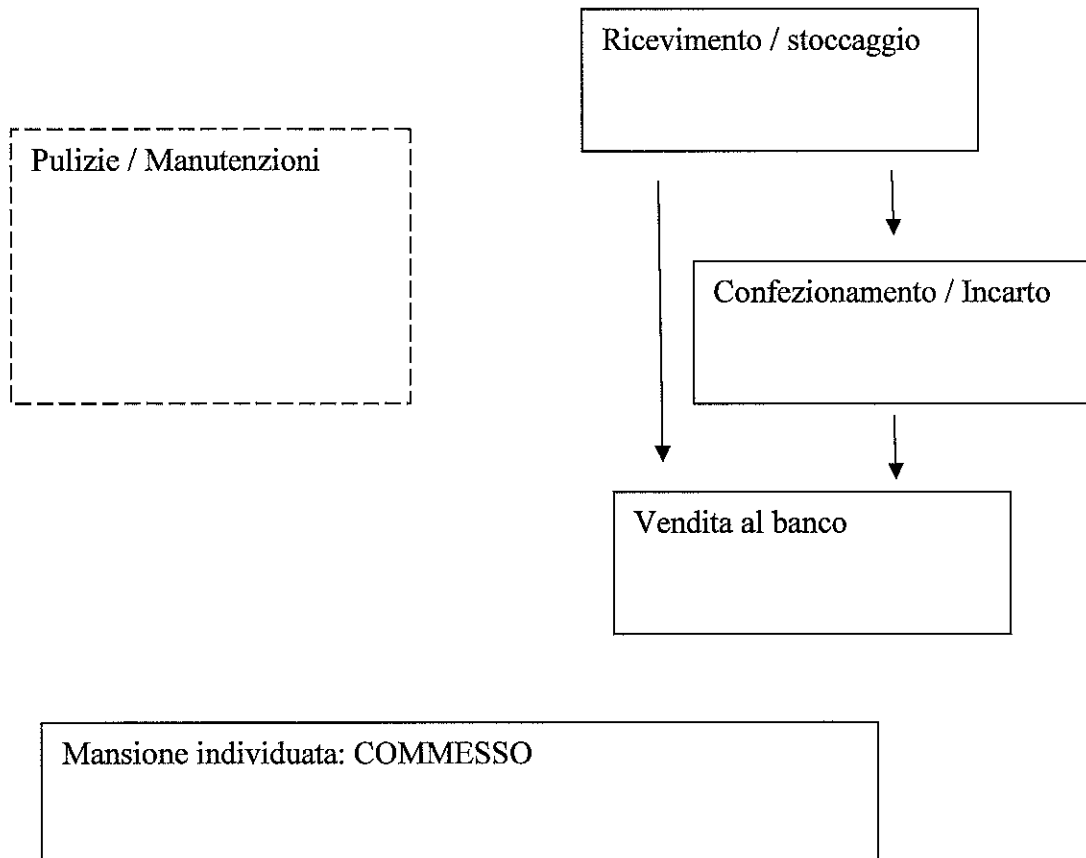 Ricevimento / stoccaggio
Pulizie / Manutenzioni
Confezionamento / Incarto
Vendita al banco
Mansione individuata: COMMESSO